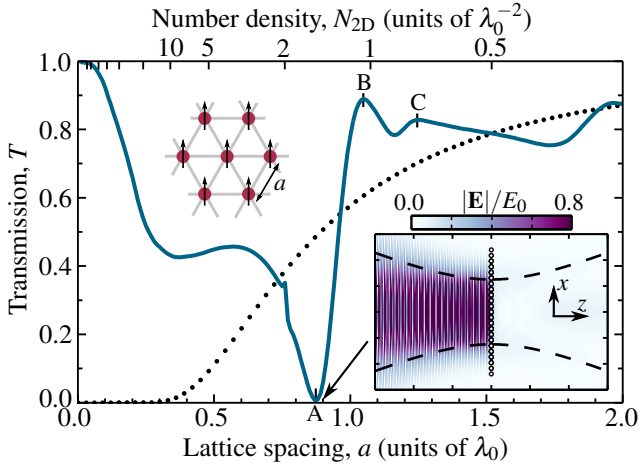 Number density, N₂D (units of λ₀⁻²)
10 5 2 1 0.5
1.0
0.8
0.6
0.4
0.2
0.0
Transmission, T
B
C
a
0.0 |E|/E₀ 0.8
x
z
A
0.0 0.5 1.0 1.5 2.0
Lattice spacing, a (units of λ₀)